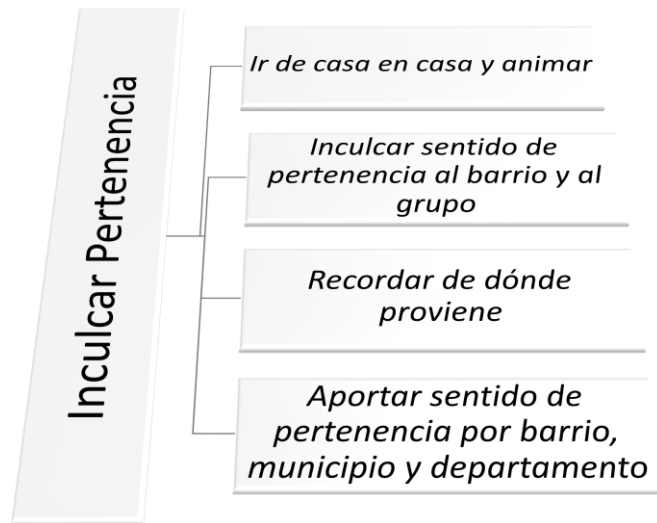 Inculcar Pertenencia
Ir de casa en casa y animar
Inculcar sentido de
pertenencia al barrio y al
grupo
Recordar de dónde
proviene
Aportar sentido de
pertenencia por barrio,
municipio y departamento